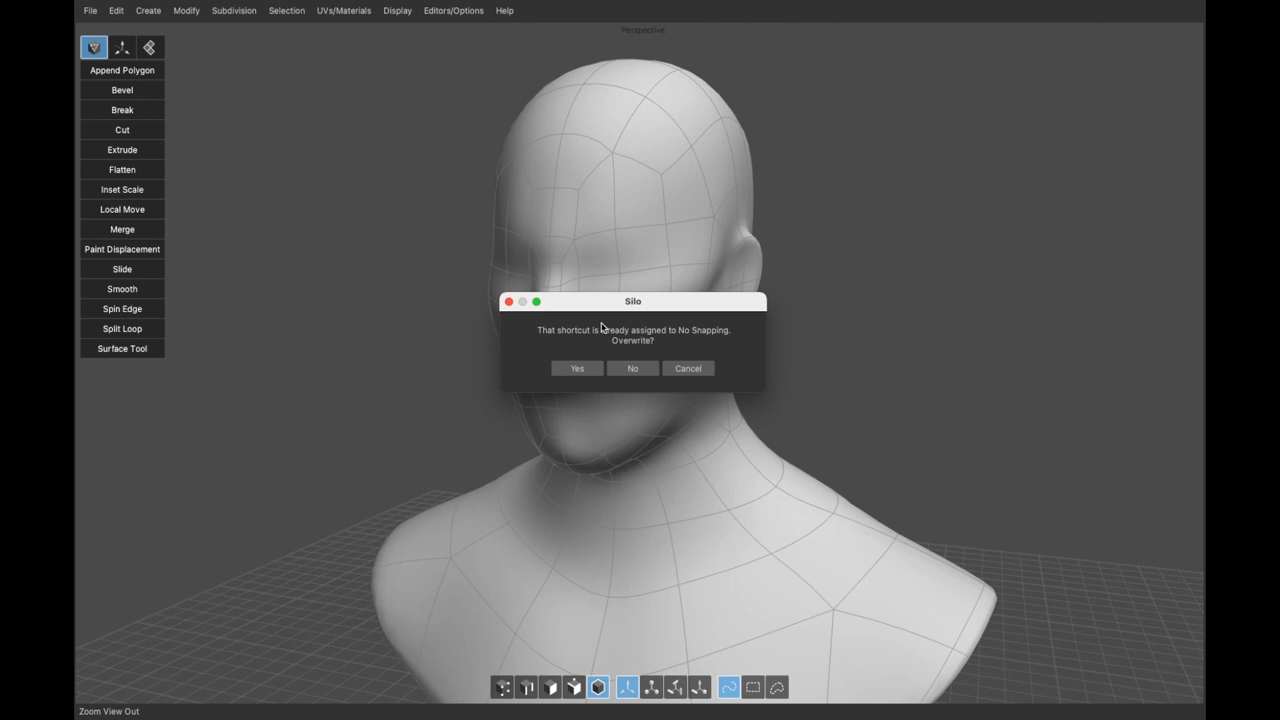 File Edit Create Modify Subdivision Selection UVs/Materials Display Editors/Options Help
Perspective
Append Polygon
Bevel
Break
Cut
Extrude
Flatten
Inset Scale
Local Move
Merge
Paint Displacement
Slide
Smooth
Spin Edge
Split Loop
Surface Tool
Silo
That shortcut is already assigned to No Snapping.
Overwrite?
Yes No Cancel
Zoom View Out